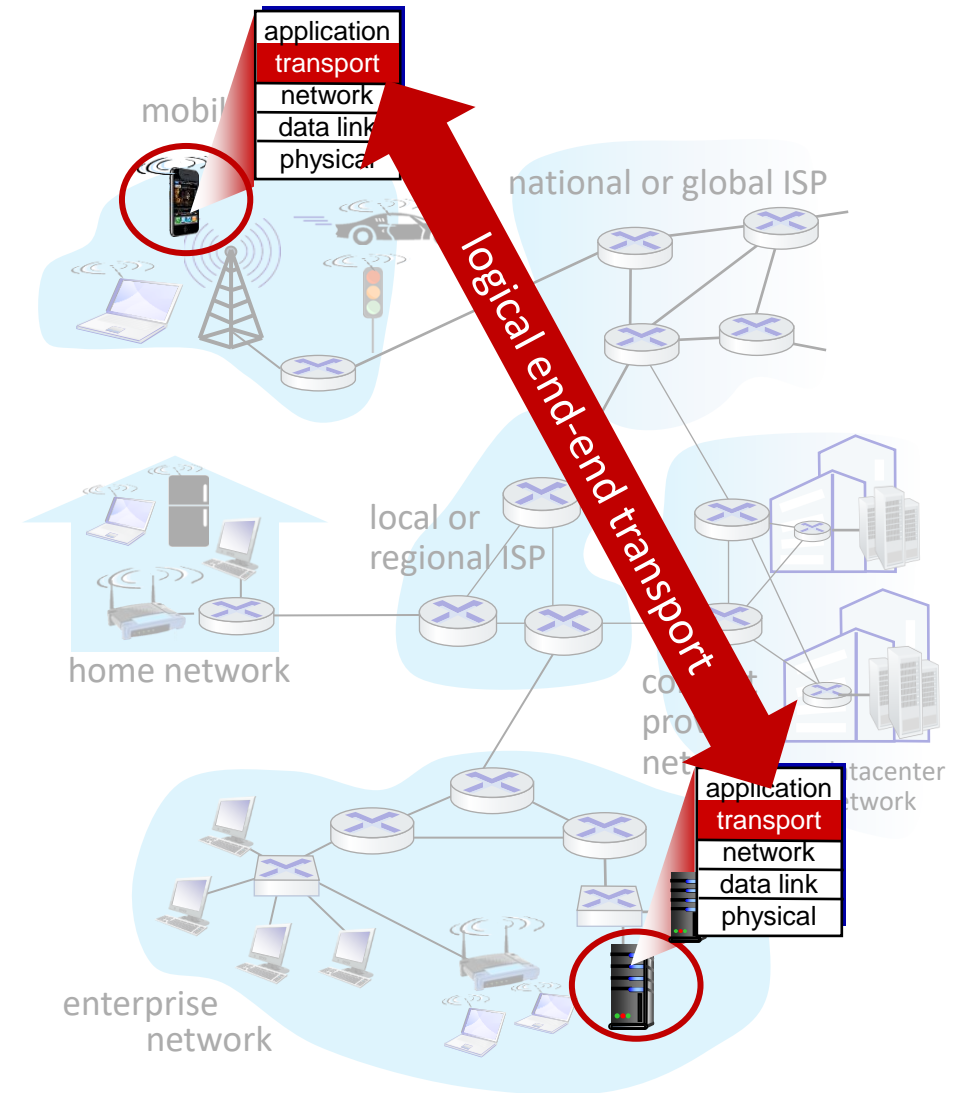 application
transport
network
data link
physical
mobil
national or global ISP
logical end-end transport
local or
regional ISP
home network
application
transport
network
data link
physical
enterprise
network